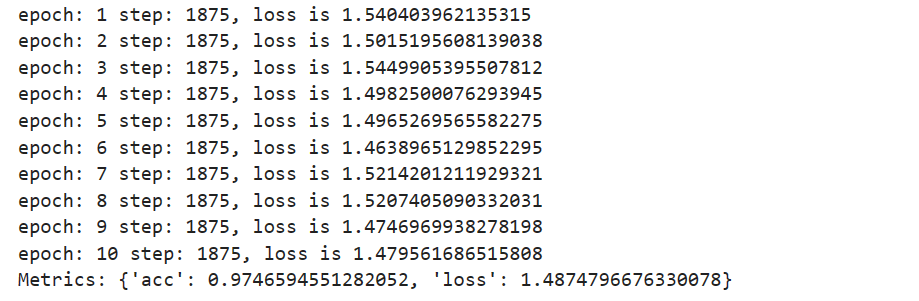 epoch: 1 step: 1875, loss is 1.540403962135315
epoch: 2 step: 1875, loss is 1.5015195608139038
epoch: 3 step: 1875, loss is 1.5449905395507812
epoch: 4 step: 1875, loss is 1.4982500076293945
epoch: 5 step: 1875, loss is 1.4965269565582275
epoch: 6 step: 1875, loss is 1.4638965129852295
epoch: 7 step: 1875, loss is 1.5214201211929321
epoch: 8 step: 1875, loss is 1.5207405090332031
epoch: 9 step: 1875, loss is 1.4746969938278198
epoch: 10 step: 1875, loss is 1.479561686515808
Metrics: {'acc': 0.9746594551282052, 'loss': 1.4874796676330078}